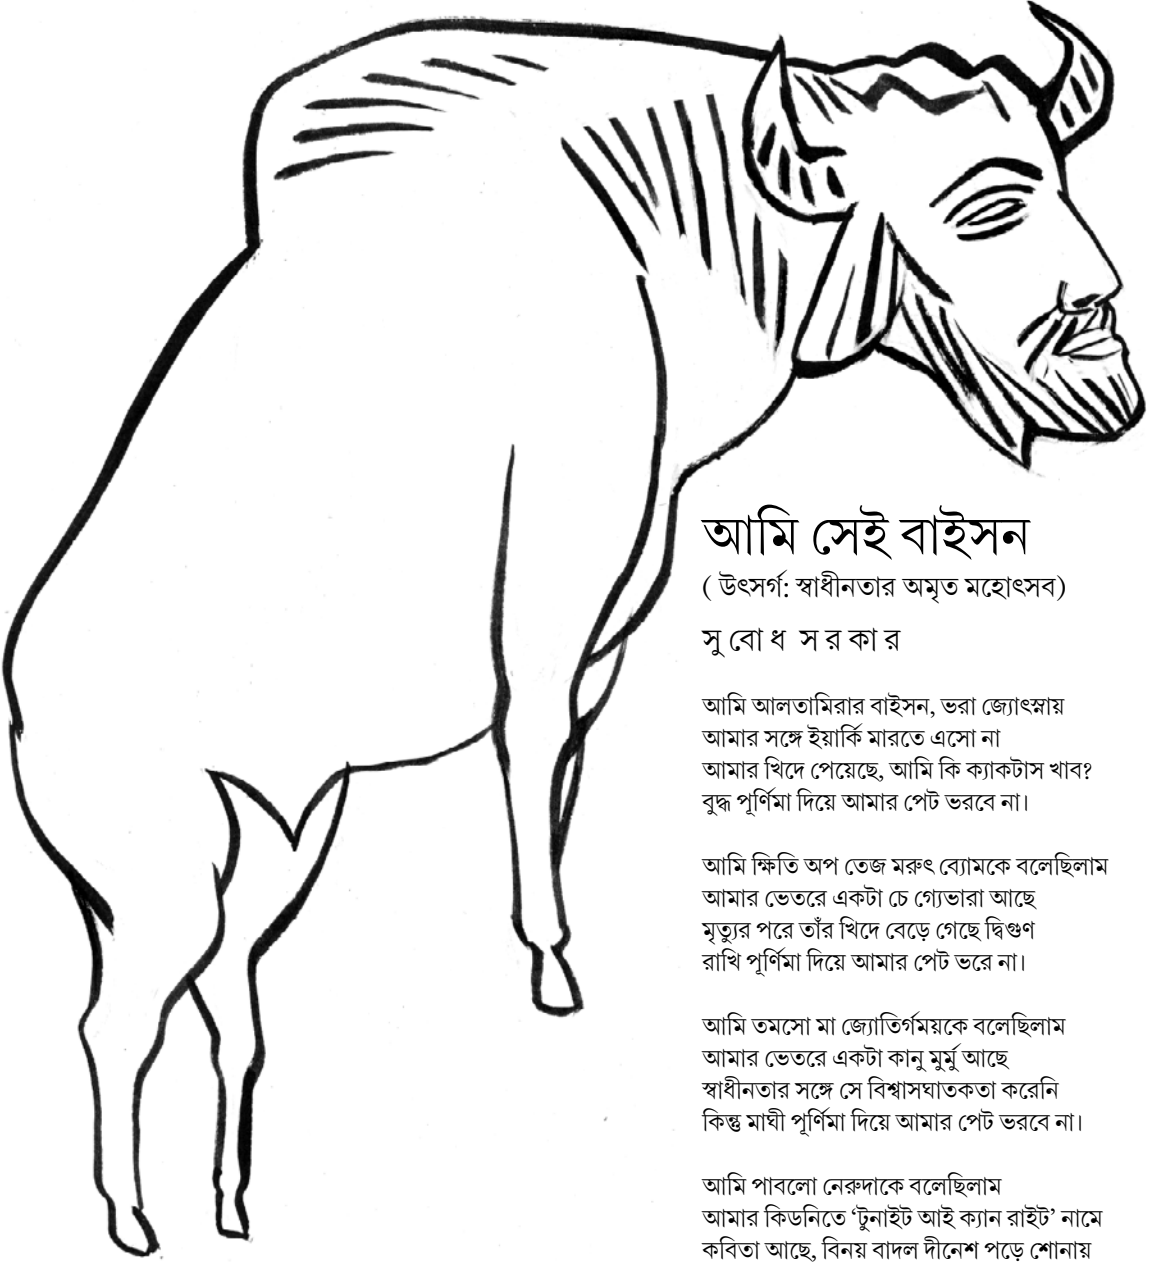 আমি সেই বাইসন
( উৎসর্গ: স্বাধীনতার অমৃত মহোৎসব)
সু বো ধ স র কা র
আমি আলতামিরার বাইসন, ভরা জ্যোৎস্নায়
আমার সঙ্গে ইয়ার্কি মারতে এসো না
আমার খিদে পেয়েছে, আমি কি ক্যাকটাস খাব?
বুদ্ধ পূর্ণিমা দিয়ে আমার পেট ভরবে না।
আমি ক্ষিতি অপ তেজ মরুৎ ব্যোমকে বলেছিলাম
আমার ভেতরে একটা চে গ্যেভারা আছে
মৃত্যুর পরে তাঁর খিদে বেড়ে গেছে দ্বিগুণ
রাখি পূর্ণিমা দিয়ে আমার পেট ভরে না।
আমি তমসো মা জ্যোতির্গময়কে বলেছিলাম
আমার ভেতরে একটা কানু মুর্মু আছে
স্বাধীনতার সঙ্গে সে বিশ্বাসঘাতকতা করেনি
কিন্তু মাঘী পূর্ণিমা দিয়ে আমার পেট ভরবে না।
আমি পাবলো নেরুদাকে বলেছিলাম
আমার কিডনিতে ‘টুনাইট আই ক্যান রাইট’ নামে
কবিতা আছে, বিনয় বাদল দীনেশ পড়ে শোনায়